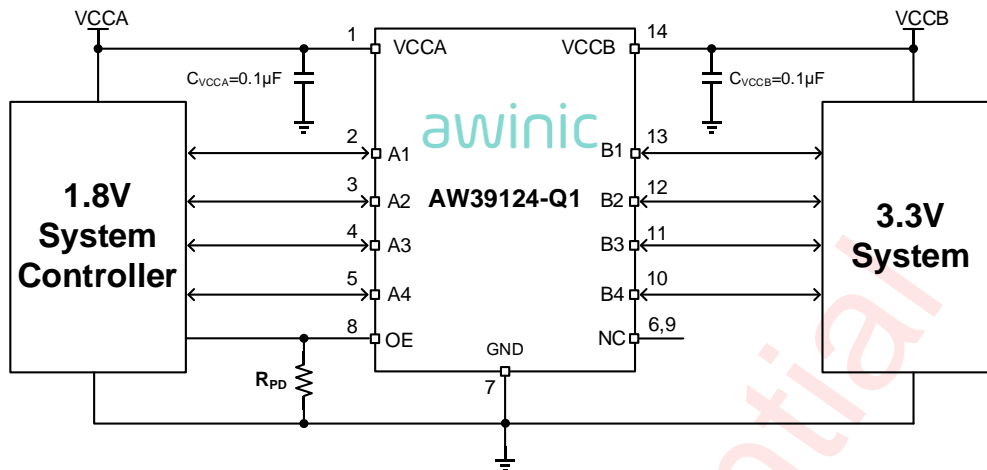 VCCA
VCCB
1
VCCA
VCCB
14
CVCCA=0.1µF
CVCCB=0.1µF
awinic
2
A1
B1
13
AW39124-Q1
3
A2
B2
12
1.8V
System
Controller
3.3V
System
4
A3
B3
11
5
A4
B4
10
8
OE
NC
6,9
GND
RPD
7